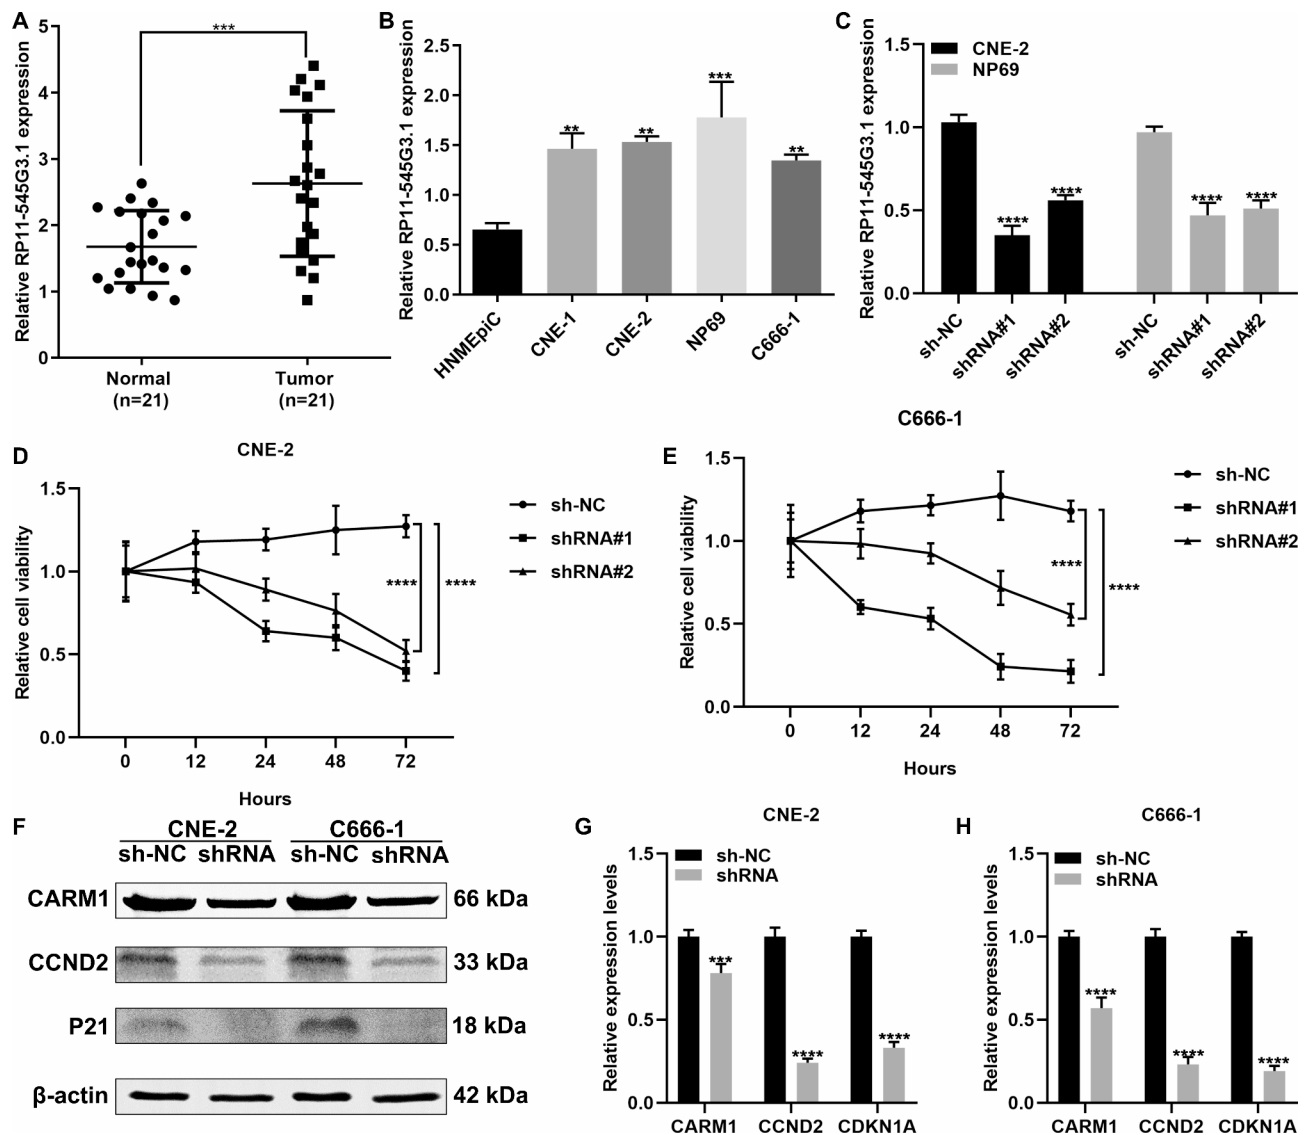 A
Relative RP11-545G3.1 expression
5
4
3
2
1
0
***
Normal
(n=21)
Tumor
(n=21)
B
Relative RP11-545G3.1 expression
2.5
2.0
1.5
1.0
0.5
0.0
**
**
***
**
HNMEpiC
CNE-1
CNE-2
NP69
C666-1
C
Relative RP11-545G3.1 expression
1.5
1.0
0.5
0.0
CNE-2
NP69
****
****
****
****
sh-NC
shRNA#1
shRNA#2
sh-NC
shRNA#1
shRNA#2
D
CNE-2
Relative cell viability
1.5
1.0
0.5
0.0
0
12
24
48
72
Hours
sh-NC
shRNA#1
shRNA#2
****
****
E
C666-1
Relative cell viability
1.5
1.0
0.5
0.0
0
12
24
48
72
Hours
sh-NC
shRNA#1
shRNA#2
****
****
F
CNE-2
C666-1
sh-NC shRNA sh-NC shRNA
CARM1 66 kDa
CCND2 33 kDa
P21 18 kDa
β-actin 42 kDa
G
CNE-2
Relative expression levels
1.5
1.0
0.5
0.0
sh-NC
shRNA
***
****
****
CARM1
CCND2
CDKN1A
H
C666-1
Relative expression levels
1.5
1.0
0.5
0.0
sh-NC
shRNA
****
****
****
CARM1
CCND2
CDKN1A